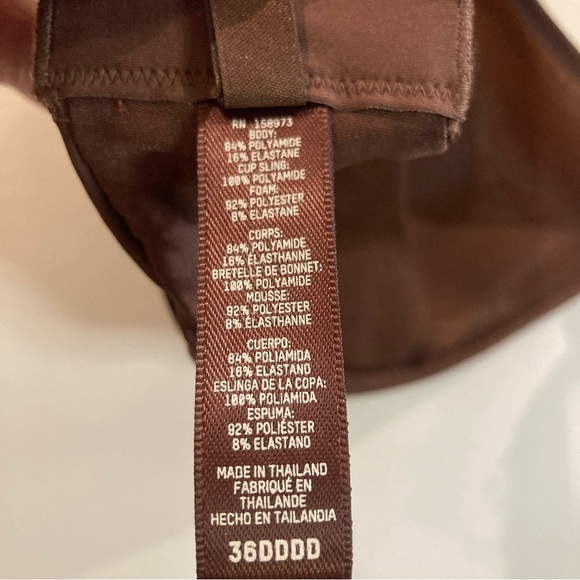 RN 158973
BODY:
84% POLYAMIDE
16% ELASTANE
CUP SLING:
100% POLYAMIDE
FOAM:
92% POLYESTER
8% ELASTANE
CORPS:
84% POLYAMIDE
16% ÉLASTHANNE
BRETELLE DE BONNET:
100% POLYAMIDE
MOUSSE:
92% POLYESTER
8% ÉLASTHANNE
CUERPO:
84% POLIAMIDA
16% ELASTANO
ESLINGA DE LA COPA:
100% POLIAMIDA
ESPUMA:
92% POLIÉSTER
8% ELASTANO
MADE IN THAILAND
FABRIQUÉ EN
THAILANDE
HECHO EN TAILANDIA
36DDDD